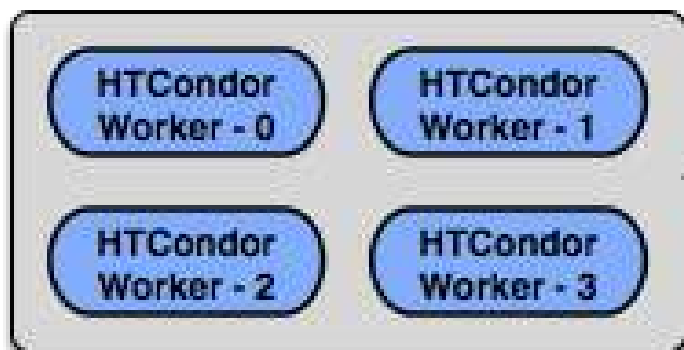 HTCondor
Worker - 0
HTCondor
Worker - 1
HTCondor
Worker - 2
HTCondor
Worker - 3